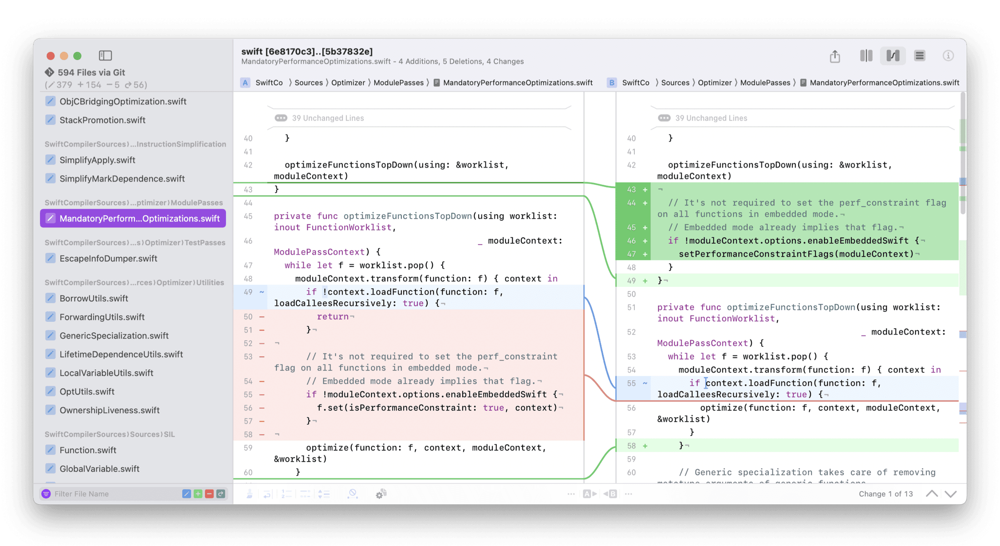 594 Files via Git
(379 +154 −5 56)
ObjCBridgingOptimization.swift
StackPromotion.swift
SwiftCompilerSources⟩...InstructionSimplification
SimplifyApply.swift
SimplifyMarkDependence.swift
SwiftCompilerSources⟩...ptimizer⟩ModulePasses
MandatoryPerform...Optimizations.swift
SwiftCompilerSources⟩...s⟩Optimizer⟩TestPasses
EscapeInfoDumper.swift
SwiftCompilerSources⟩...rces⟩Optimizer⟩Utilities
BorrowUtils.swift
ForwardingUtils.swift
GenericSpecialization.swift
LifetimeDependenceUtils.swift
LocalVariableUtils.swift
OptUtils.swift
OwnershipLiveness.swift
SwiftCompilerSources⟩Sources⟩SIL
Function.swift
GlobalVariable.swift
Filter File Name
swift [6e8170c3]..[5b37832e]
MandatoryPerformanceOptimizations.swift - 4 Additions, 5 Deletions, 4 Changes
A SwiftCo ⟩ Sources ⟩ Optimizer ⟩ ModulePasses ⟩ MandatoryPerformanceOptimizations.swift
39 Unchanged Lines
40 }
41
42 optimizeFunctionsTopDown(using: &worklist,
moduleContext)
43 }
44
45 private func optimizeFunctionsTopDown(using worklist:
inout FunctionWorklist,
46 _ moduleContext:
ModulePassContext) {
47 while let f = worklist.pop() {
48 moduleContext.transform(function: f) { context in
49 ~ if !context.loadFunction(function: f,
loadCalleesRecursively: true) {¬
50 − return¬
51 − }¬
52 − ¬
53 − // It's not required to set the perf_constraint
flag on all functions in embedded mode.¬
54 − // Embedded mode already implies that flag.¬
55 − if !moduleContext.options.enableEmbeddedSwift {¬
56 − f.set(isPerformanceConstraint: true, context)¬
57 − }¬
58 − ¬
59 optimize(function: f, context, moduleContext,
&worklist)
60 }
B SwiftCo ⟩ Sources ⟩ Optimizer ⟩ ModulePasses ⟩ MandatoryPerformanceOptimizations.swift
39 Unchanged Lines
40 }
41
42 optimizeFunctionsTopDown(using: &worklist,
moduleContext)
43 + ¬
44 + // It's not required to set the perf_constraint flag
on all functions in embedded mode.¬
45 + // Embedded mode already implies that flag.¬
46 + if !moduleContext.options.enableEmbeddedSwift {¬
47 + setPerformanceConstraintFlags(moduleContext)¬
48 }
49 + }¬
50
51 private func optimizeFunctionsTopDown(using worklist:
inout FunctionWorklist,
52 _ moduleContext:
ModulePassContext) {
53 while let f = worklist.pop() {
54 moduleContext.transform(function: f) { context in
55 ~ if context.loadFunction(function: f,
loadCalleesRecursively: true) {¬
56 optimize(function: f, context, moduleContext,
&worklist)
57 }
58 + }¬
59
60 // Generic specialization takes care of removing
metatype arguments of generic functions
A B
Change 1 of 13